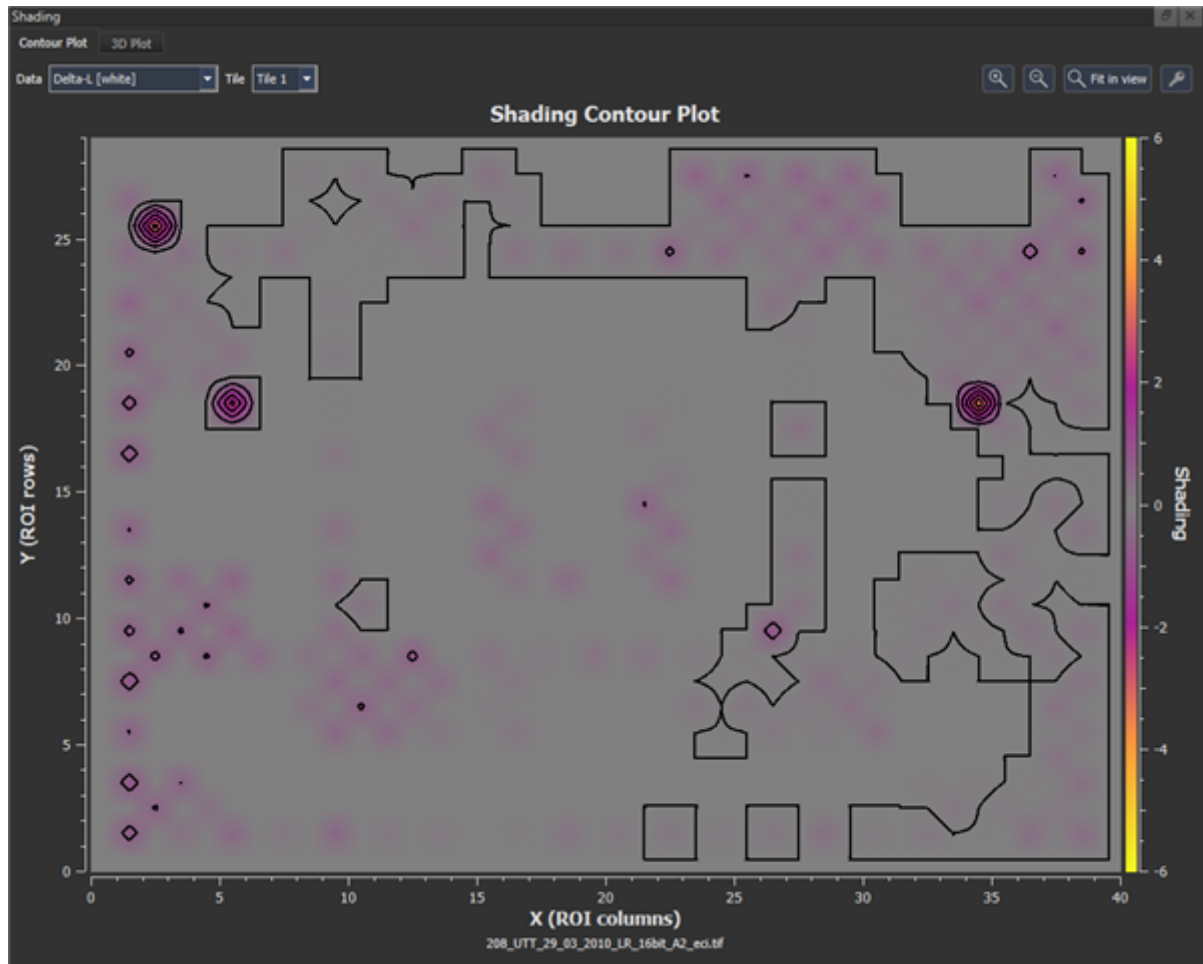 Shading
Contour Plot 3D Plot
Data Delta-L [white] Tile Tile 1 Fit in view
Shading Contour Plot
6
4
2
0
-2
-4
-6
Shading
25
20
15
10
5
0
Y (ROI rows)
0 5 10 15 20 25 30 35 40
X (ROI columns)
208_UTT_29_03_2010_LR_16bit_A2_eci.tif